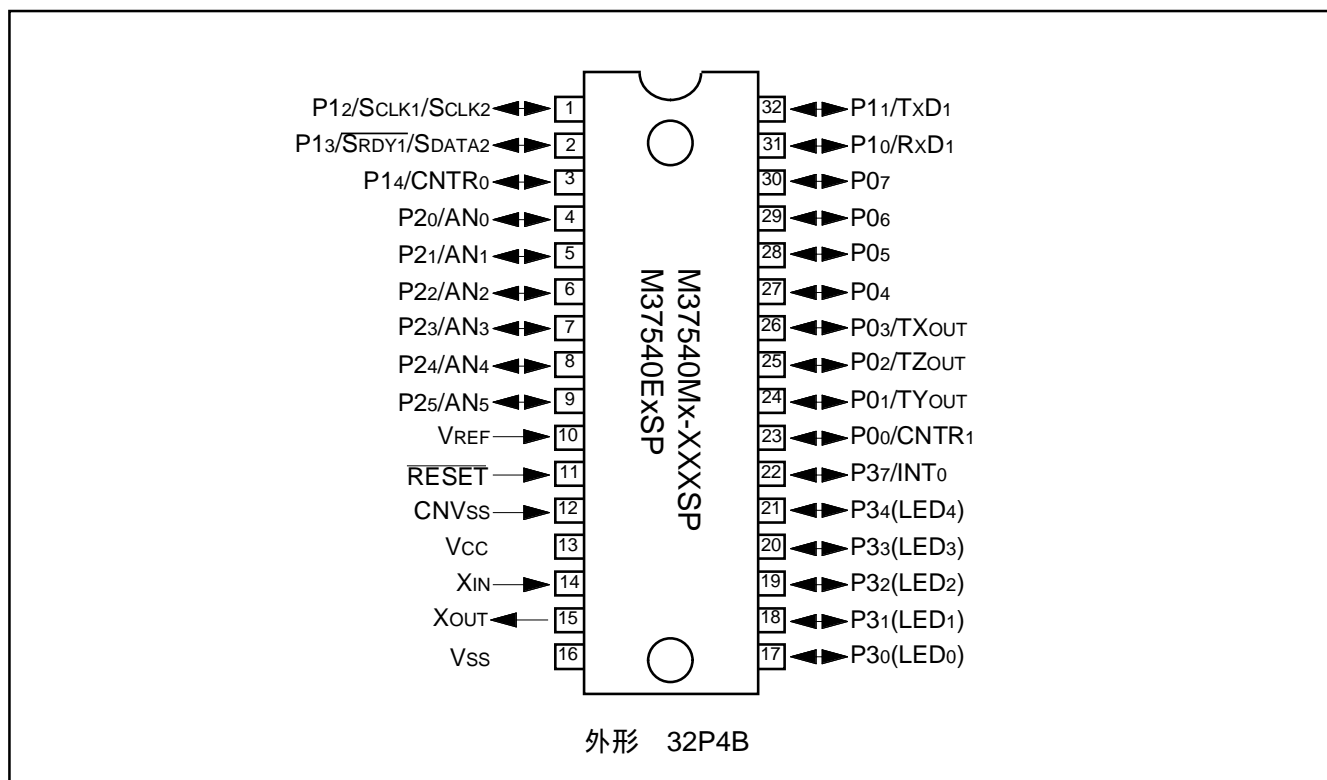 P12/SCLK1/SCLK2 1
P13/SRDY1/SDATA2 2
P14/CNTR0 3
P20/AN0 4
P21/AN1 5
P22/AN2 6
P23/AN3 7
P24/AN4 8
P25/AN5 9
VREF 10
RESET 11
CNVSS 12
VCC 13
XIN 14
XOUT 15
VSS 16
M37540Mx-XXXSP
M37540ExSP
32 P11/TXD1
31 P10/RXD1
30 P07
29 P06
28 P05
27 P04
26 P03/TXOUT
25 P02/TZOUT
24 P01/TYOUT
23 P00/CNTR1
22 P37/INT0
21 P34(LED4)
20 P33(LED3)
19 P32(LED2)
18 P31(LED1)
17 P30(LED0)
外形 32P4B